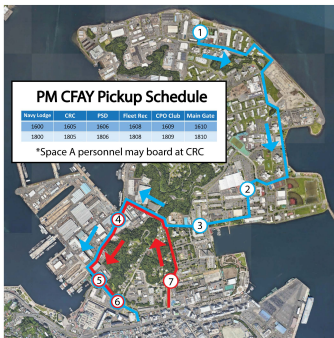 1
PM CFAY Pickup Schedule
Navy Lodge CRC PSD Fleet Rec CPO Club Main Gate
1600 1605 1606 1608 1609 1610
1800 1805 1806 1808 1809 1810
*Space A personnel may board at CRC
2
4
3
5
7
6